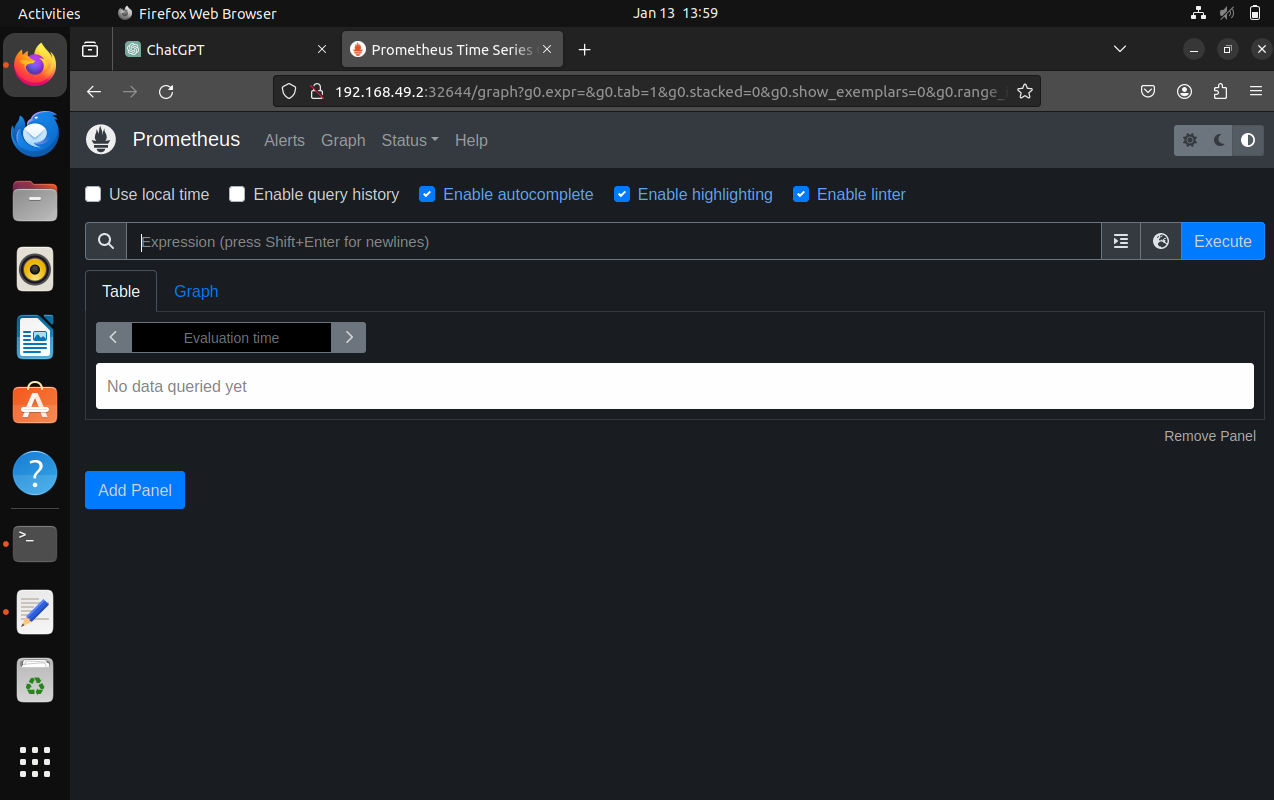 Activities Firefox Web Browser Jan 13 13:59
ChatGPT Prometheus Time Series
192.168.49.2:32644/graph?g0.expr=&g0.tab=1&g0.stacked=0&g0.show_exemplars=0&g0.range_i
Prometheus Alerts Graph Status Help
Use local time Enable query history Enable autocomplete Enable highlighting Enable linter
Expression (press Shift+Enter for newlines) Execute
Table Graph
Evaluation time
No data queried yet
Remove Panel
Add Panel
>_
?